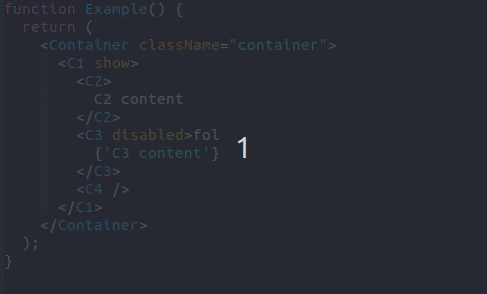 function Example() {
return (
<Container className="container">
<C1 show>
<C2>
C2 content
</C2>
<C3 disabled>fol
{'C3 content'}
1
</C3>
<C4 />
</C1>
</Container>
);
}